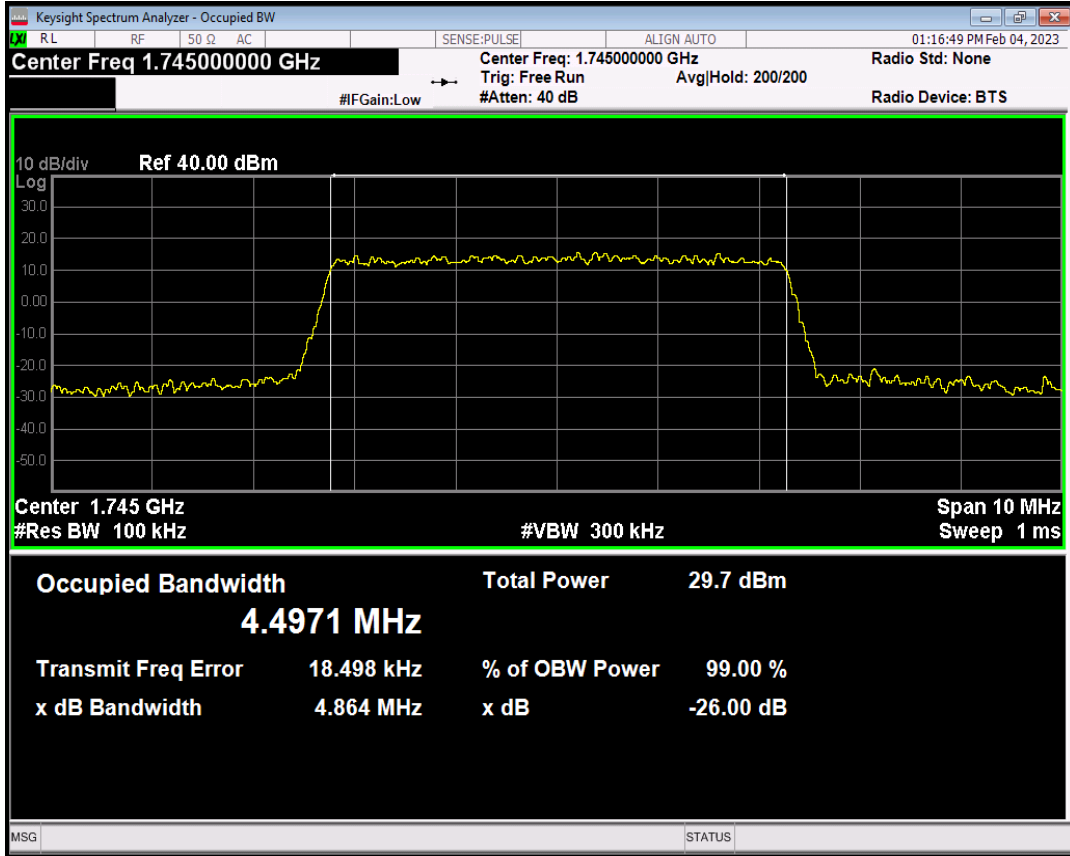 Keysight Spectrum Analyzer - Occupied BW
LXI RL RF 50 Ω AC SENSE:PULSE ALIGN AUTO 01:16:49 PM Feb 04, 2023
Center Freq 1.745000000 GHz Center Freq: 1.745000000 GHz Radio Std: None
Trig: Free Run Avg|Hold: 200/200
#IFGain:Low #Atten: 40 dB Radio Device: BTS
10 dB/div Ref 40.00 dBm
Log
30.0
20.0
10.0
0.00
-10.0
-20.0
-30.0
-40.0
-50.0
Center 1.745 GHz Span 10 MHz
#Res BW 100 kHz #VBW 300 kHz Sweep 1 ms
Occupied Bandwidth Total Power 29.7 dBm
4.4971 MHz
Transmit Freq Error 18.498 kHz % of OBW Power 99.00 %
x dB Bandwidth 4.864 MHz x dB -26.00 dB
MSG STATUS